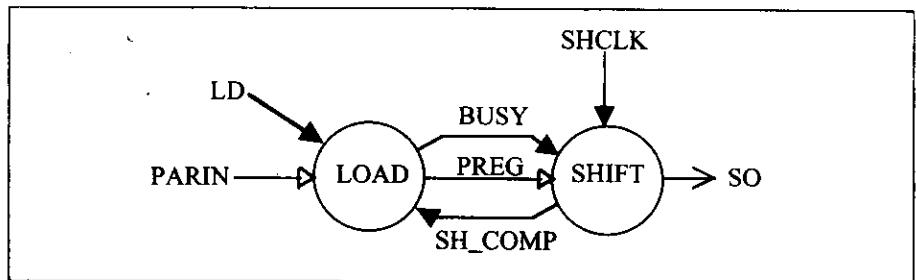 SHCLK
LD
BUSY
PARIN LOAD PREG SHIFT SO
SH_COMP